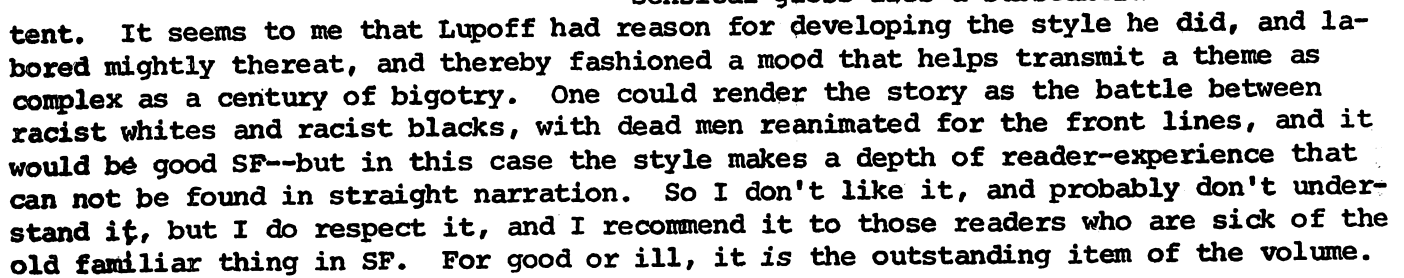 tent.  It seems to me that Lupoff had reason for developing the style he did, and la-
bored mightly thereat, and thereby fashioned a mood that helps transmit a theme as
complex as a century of bigotry.  One could render the story as the battle between
racist whites and racist blacks, with dead men reanimated for the front lines, and it
would be good SF--but in this case the style makes a depth of reader-experience that
can not be found in straight narration.  So I don't like it, and probably don't under-
stand it, but I do respect it, and I recommend it to those readers who are sick of the
old familiar thing in SF.  For good or ill, it is the outstanding item of the volume.